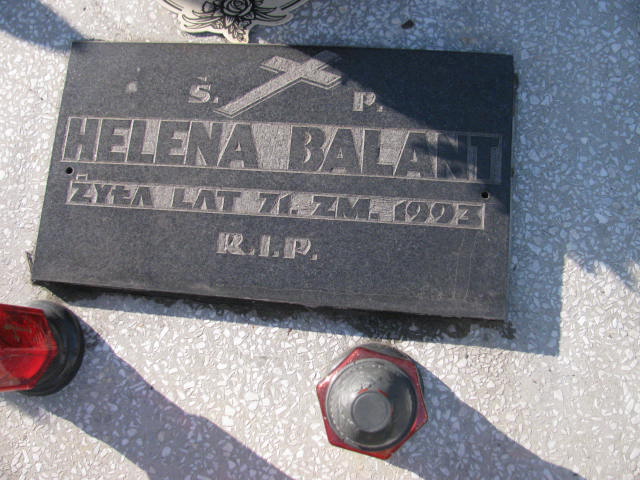 Ś. P.
HELENA BALANT
ŻYŁA LAT 71. ZM. 1993
R.I.P.